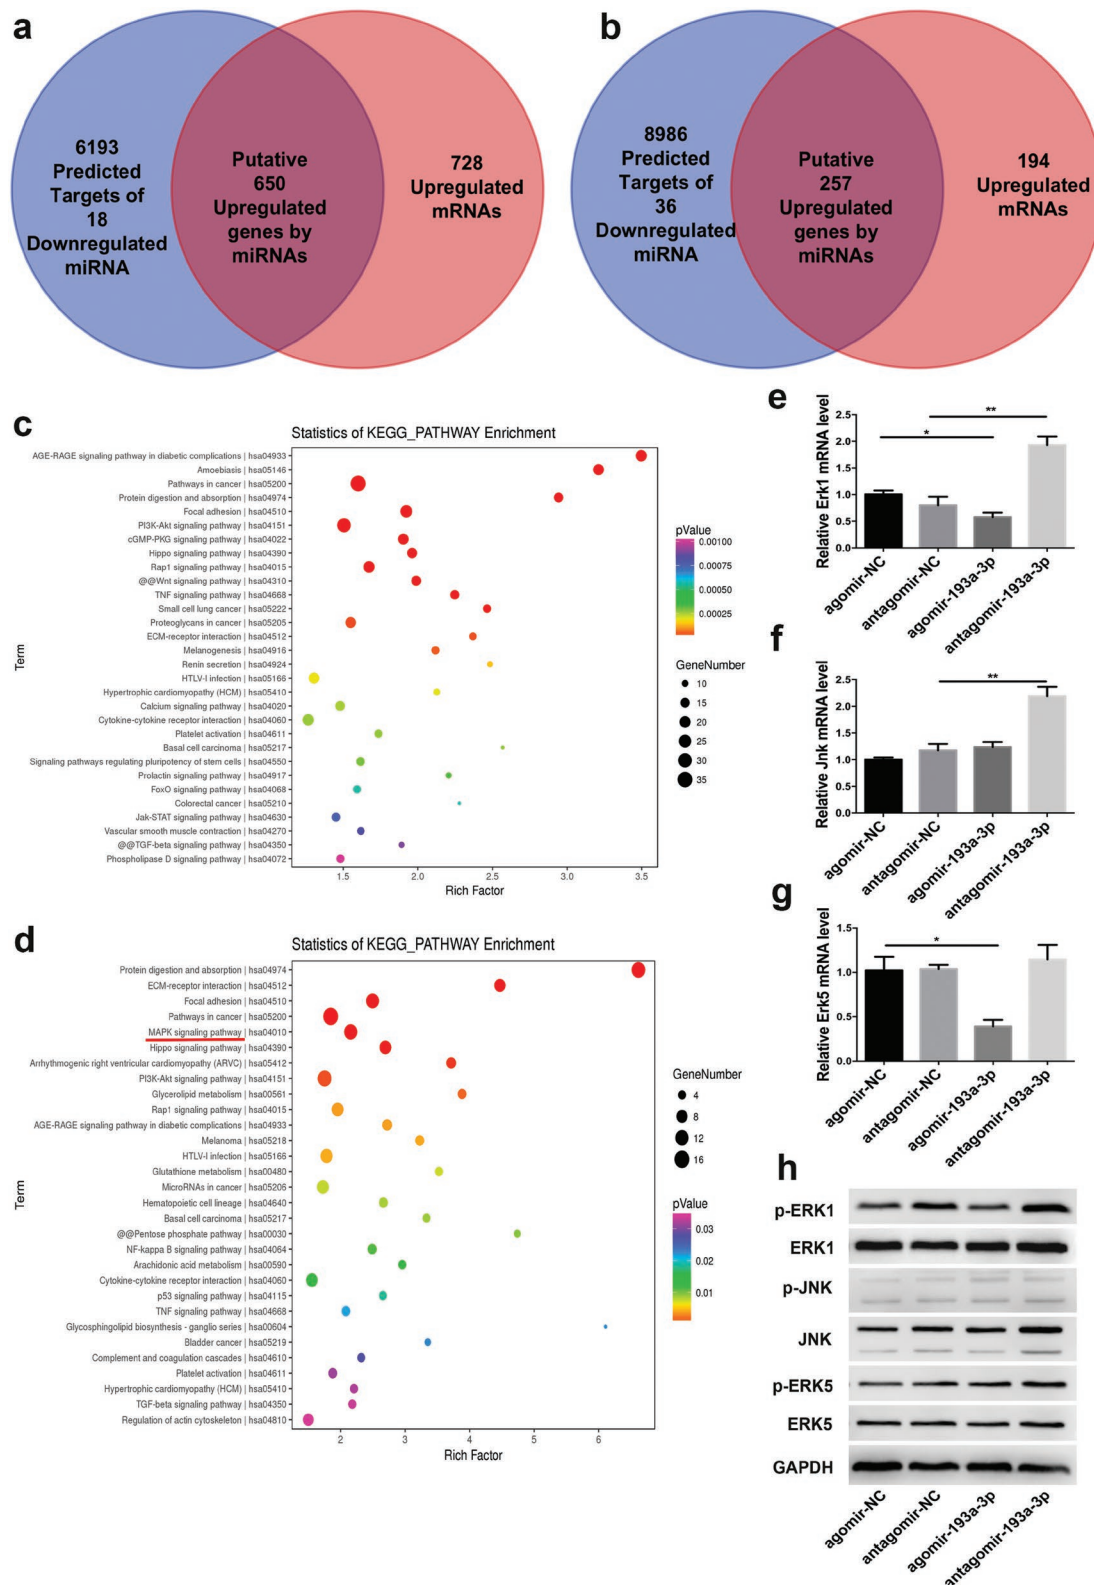 a
6193
Predicted
Targets of
18
Downregulated
miRNA
Putative
650
Upregulated
genes by
miRNAs
728
Upregulated
mRNAs
b
8986
Predicted
Targets of
36
Downregulated
miRNA
Putative
257
Upregulated
genes by
miRNAs
194
Upregulated
mRNAs
c
Statistics of KEGG_PATHWAY Enrichment
Term
AGE-RAGE signaling pathway in diabetic complications | hsa04933
Amoebiasis | hsa05146
Pathways in cancer | hsa05200
Protein digestion and absorption | hsa04974
Focal adhesion | hsa04510
PI3K-Akt signaling pathway | hsa04151
cGMP-PKG signaling pathway | hsa04022
Hippo signaling pathway | hsa04390
Rap1 signaling pathway | hsa04015
@@Wnt signaling pathway | hsa04310
TNF signaling pathway | hsa04668
Small cell lung cancer | hsa05222
Proteoglycans in cancer | hsa05205
ECM-receptor interaction | hsa04512
Melanogenesis | hsa04916
Renin secretion | hsa04924
HTLV-I infection | hsa05166
Hypertrophic cardiomyopathy (HCM) | hsa05410
Calcium signaling pathway | hsa04020
Cytokine-cytokine receptor interaction | hsa04060
Platelet activation | hsa04611
Basal cell carcinoma | hsa05217
Signaling pathways regulating pluripotency of stem cells | hsa04550
Prolactin signaling pathway | hsa04917
FoxO signaling pathway | hsa04068
Colorectal cancer | hsa05210
Jak-STAT signaling pathway | hsa04630
Vascular smooth muscle contraction | hsa04270
@@TGF-beta signaling pathway | hsa04350
Phospholipase D signaling pathway | hsa04072
1.5 2.0 2.5 3.0 3.5
Rich Factor
pValue
0.00100
0.00075
0.00050
0.00025
GeneNumber
10
15
20
25
30
35
d
Statistics of KEGG_PATHWAY Enrichment
Term
Protein digestion and absorption | hsa04974
ECM-receptor interaction | hsa04512
Focal adhesion | hsa04510
Pathways in cancer | hsa05200
MAPK signaling pathway | hsa04010
Hippo signaling pathway | hsa04390
Arrhythmogenic right ventricular cardiomyopathy (ARVC) | hsa05412
PI3K-Akt signaling pathway | hsa04151
Glycerolipid metabolism | hsa00561
Rap1 signaling pathway | hsa04015
AGE-RAGE signaling pathway in diabetic complications | hsa04933
Melanoma | hsa05218
HTLV-I infection | hsa05166
Glutathione metabolism | hsa00480
MicroRNAs in cancer | hsa05206
Hematopoietic cell lineage | hsa04640
Basal cell carcinoma | hsa05217
@@Pentose phosphate pathway | hsa00030
NF-kappa B signaling pathway | hsa04064
Arachidonic acid metabolism | hsa00590
Cytokine-cytokine receptor interaction | hsa04060
p53 signaling pathway | hsa04115
TNF signaling pathway | hsa04668
Glycosphingolipid biosynthesis - ganglio series | hsa00604
Bladder cancer | hsa05219
Complement and coagulation cascades | hsa04610
Platelet activation | hsa04611
Hypertrophic cardiomyopathy (HCM) | hsa05410
TGF-beta signaling pathway | hsa04350
Regulation of actin cytoskeleton | hsa04810
2 3 4 5 6
Rich Factor
GeneNumber
4
8
12
16
pValue
0.03
0.02
0.01
e
Relative Erk1 mRNA level
2.5
2.0
1.5
1.0
0.5
0.0
**
*
agomir-NC
antagomir-NC
agomir-193a-3p
antagomir-193a-3p
f
Relative Jnk mRNA level
2.5
2.0
1.5
1.0
0.5
0.0
**
agomir-NC
antagomir-NC
agomir-193a-3p
antagomir-193a-3p
g
Relative Erk5 mRNA level
1.5
1.0
0.5
0.0
*
agomir-NC
antagomir-NC
agomir-193a-3p
antagomir-193a-3p
h
p-ERK1
ERK1
p-JNK
JNK
p-ERK5
ERK5
GAPDH
agomir-NC
antagomir-NC
agomir-193a-3p
antagomir-193a-3p